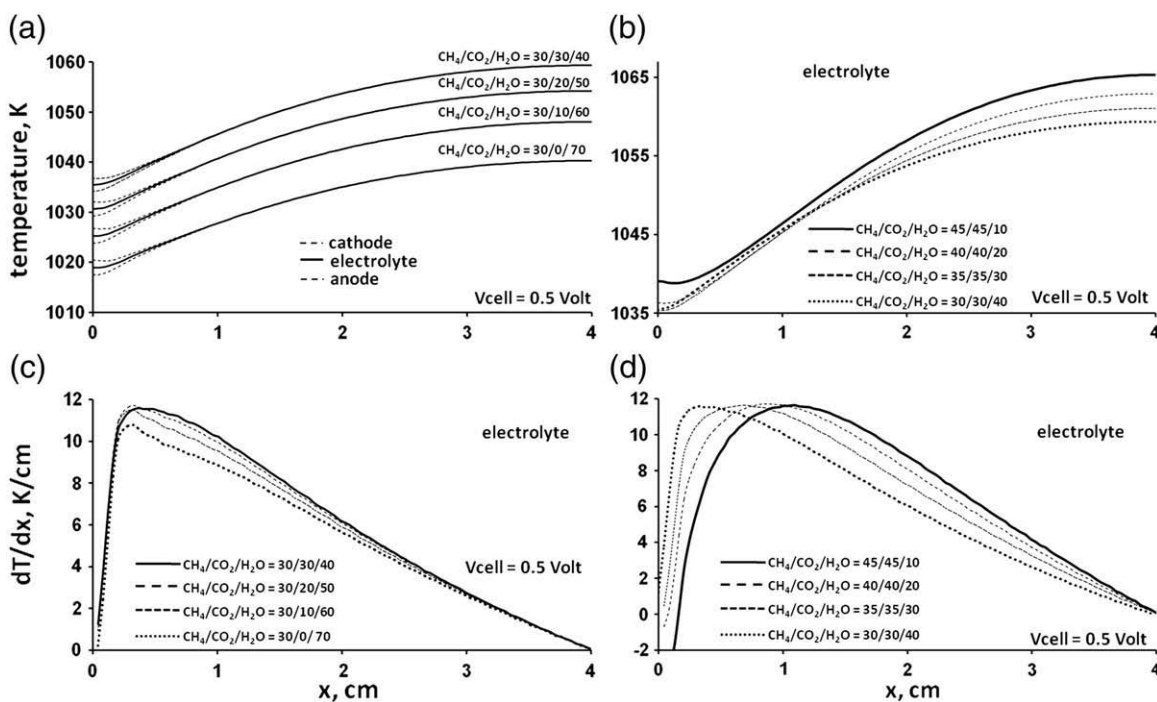 (a)
temperature, K
1060
1050
1040
1030
1020
1010
CH₄/CO₂/H₂O = 30/30/40
CH₄/CO₂/H₂O = 30/20/50
CH₄/CO₂/H₂O = 30/10/60
CH₄/CO₂/H₂O = 30/0/ 70
cathode
electrolyte
anode
Vcell = 0.5 Volt
0 1 2 3 4
(b)
1065
1055
1045
1035
electrolyte
CH₄/CO₂/H₂O = 45/45/10
CH₄/CO₂/H₂O = 40/40/20
CH₄/CO₂/H₂O = 35/35/30
CH₄/CO₂/H₂O = 30/30/40
Vcell = 0.5 Volt
0 1 2 3 4
(c)
dT/dx, K/cm
12
10
8
6
4
2
0
electrolyte
Vcell = 0.5 Volt
CH₄/CO₂/H₂O = 30/30/40
CH₄/CO₂/H₂O = 30/20/50
CH₄/CO₂/H₂O = 30/10/60
CH₄/CO₂/H₂O = 30/0/ 70
0 1 2 3 4
x, cm
(d)
12
10
8
6
4
2
0
-2
electrolyte
CH₄/CO₂/H₂O = 45/45/10
CH₄/CO₂/H₂O = 40/40/20
CH₄/CO₂/H₂O = 35/35/30
CH₄/CO₂/H₂O = 30/30/40
Vcell = 0.5 Volt
0 1 2 3 4
x, cm